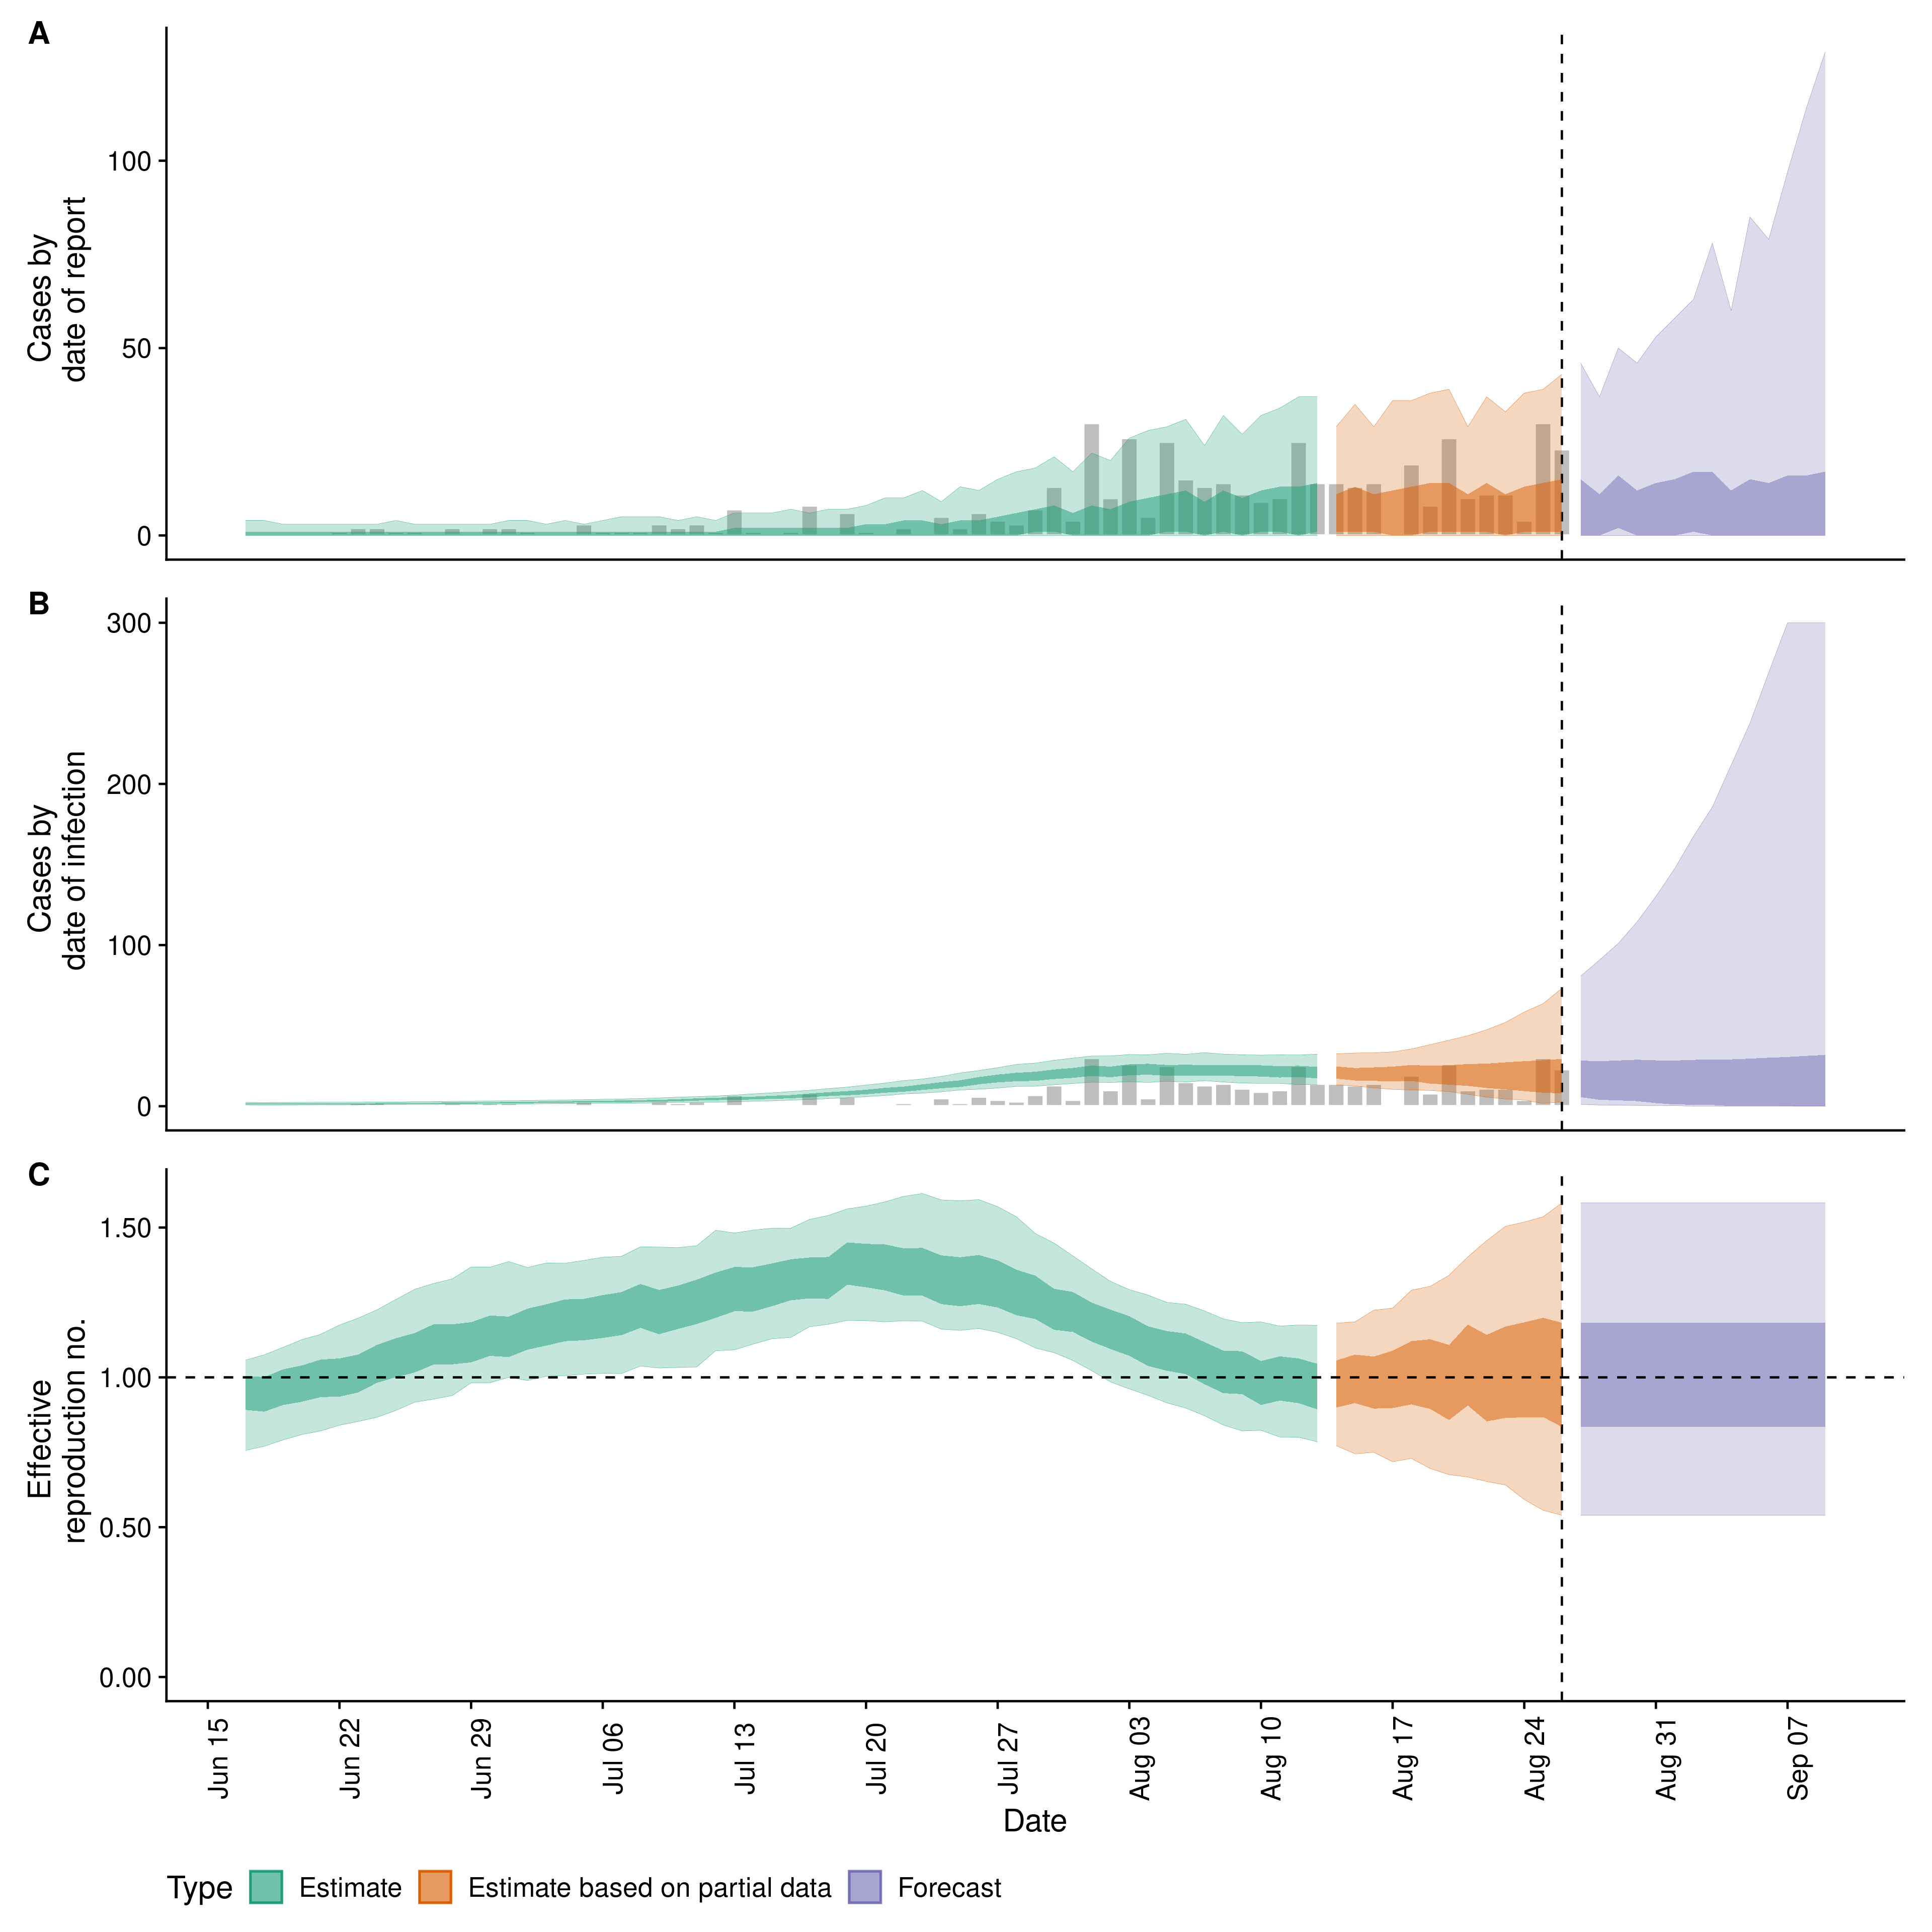 A
Cases by
date of report
100
50
0
B
Cases by
date of infection
300
200
100
0
C
Effective
reproduction no.
1.50
1.00
0.50
0.00
Jun 15
Jun 22
Jun 29
Jul 06
Jul 13
Jul 20
Jul 27
Aug 03
Aug 10
Aug 17
Aug 24
Aug 31
Sep 07
Date
Type
Estimate
Estimate based on partial data
Forecast